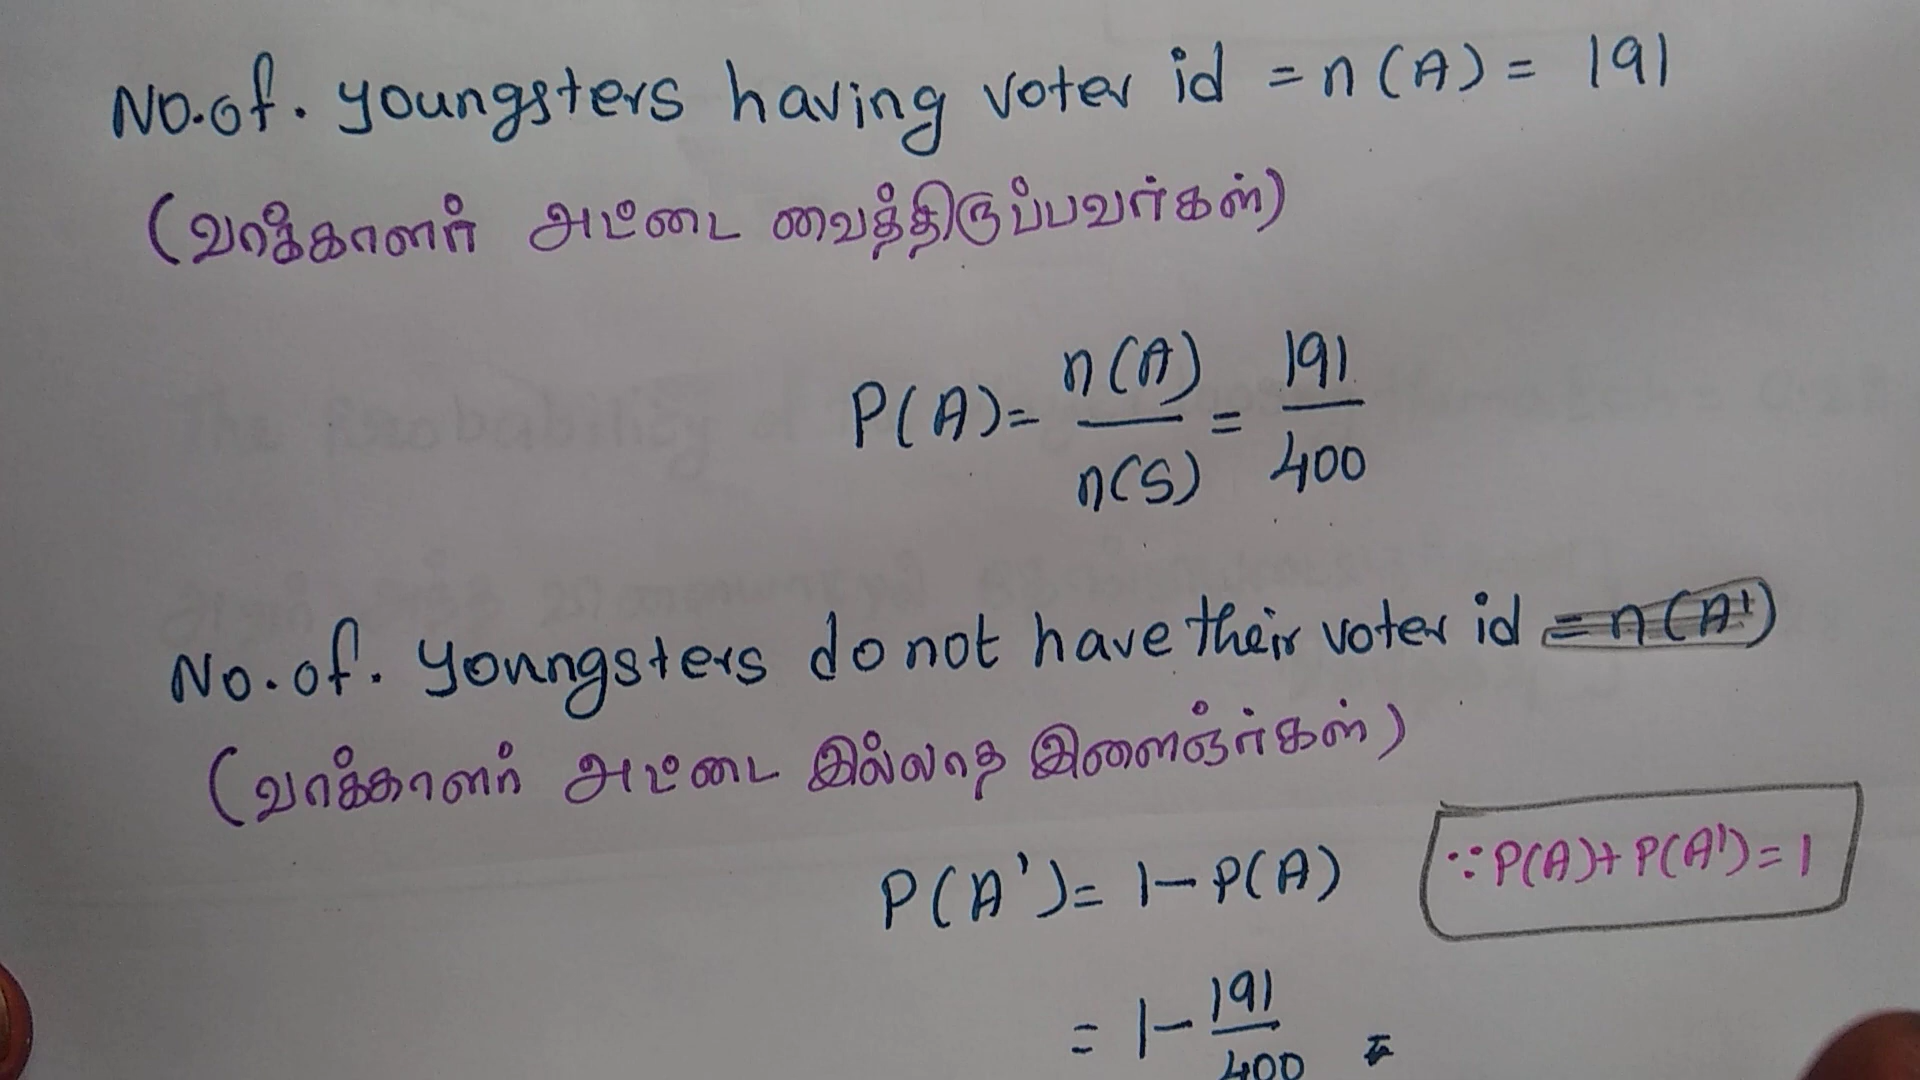 No.of. youngsters having voter id = n(A) = 191
(வாக்காளர் அட்டை வைத்திருப்பவர்கள்)
P(A) = n(A) / n(S) = 191 / 400
No.of. youngsters do not have their voter id = n(A')
(வாக்காளர் அட்டை இல்லாத இளைஞர்கள்)
P(A') = 1 - P(A)
∵ P(A) + P(A') = 1
= 1 - 191 / 400 =